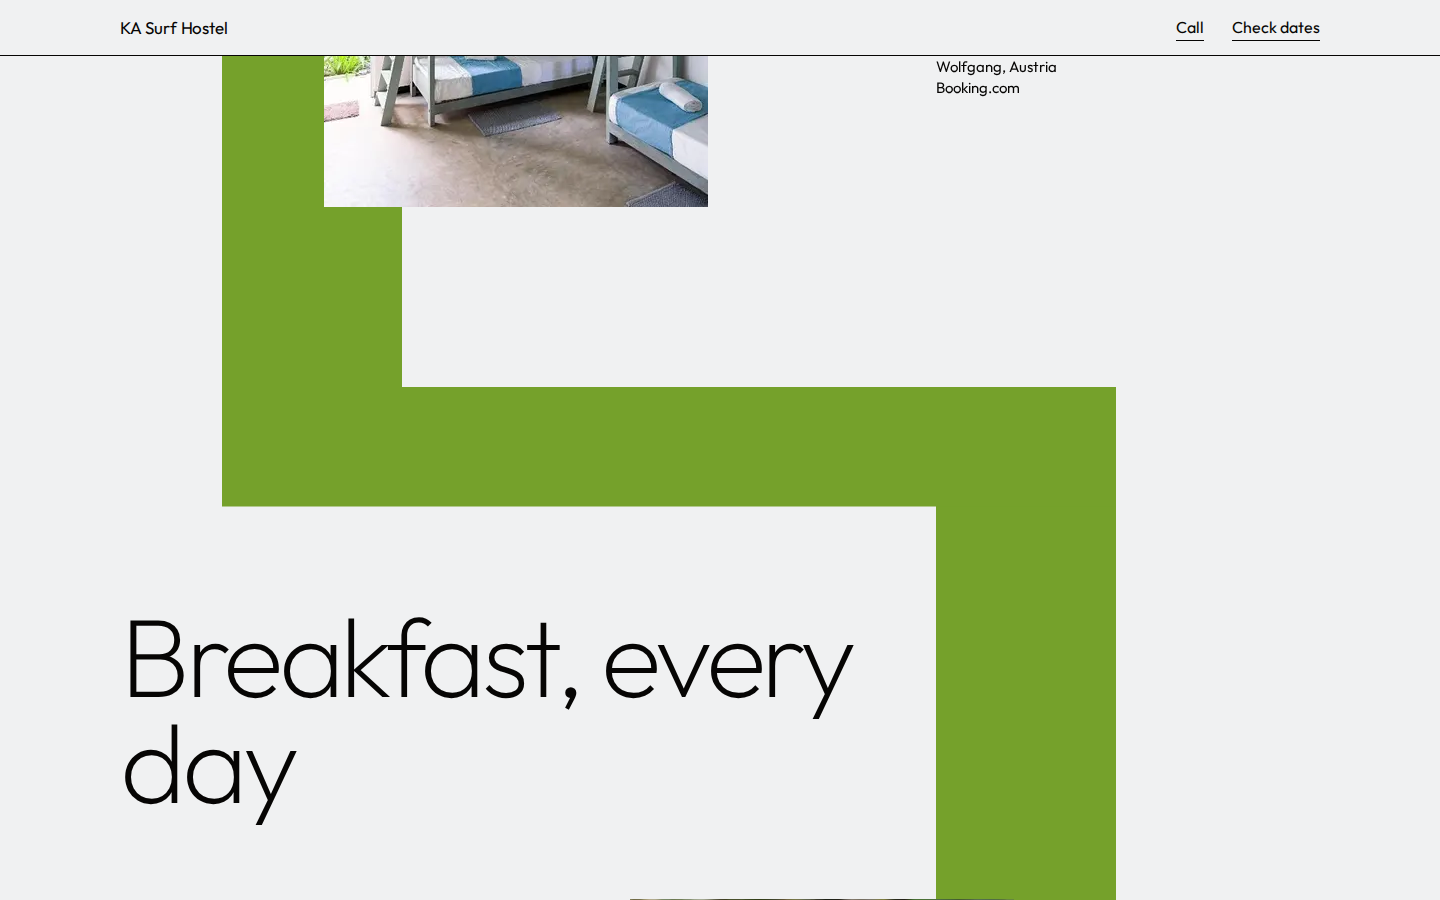 KA Surf Hostel
Call
Check dates
Wolfgang, Austria
Booking.com
Breakfast, every
day